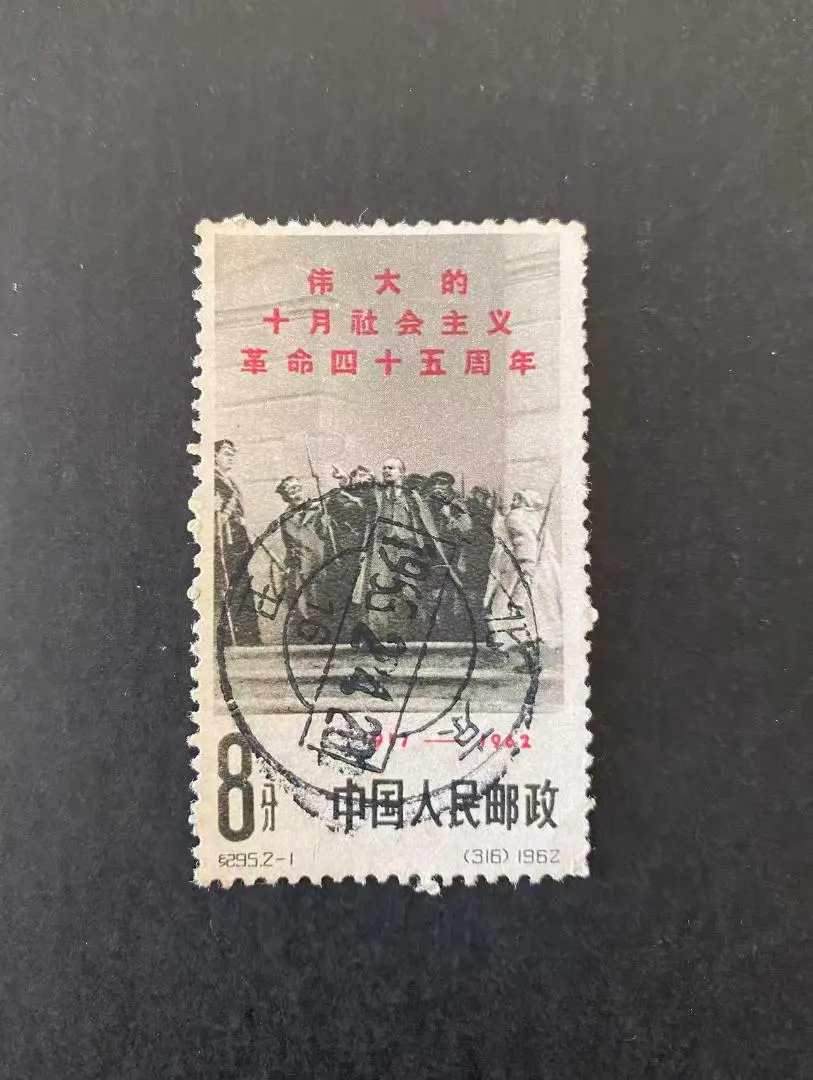 伟大的
十月社会主义
革命四十五周年
1917—1962
8分 中国人民邮政
纪95.2-1 (316) 1962